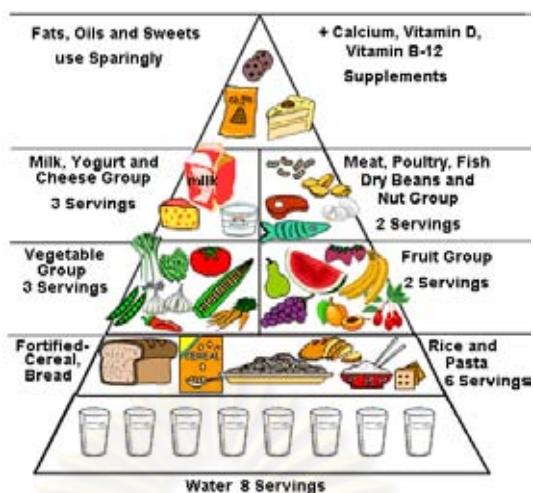 Fats, Oils and Sweets
use Sparingly
+ Calcium, Vitamin D,
Vitamin B-12
Supplements
Milk, Yogurt and
Cheese Group
3 Servings
milk
Meat, Poultry, Fish
Dry Beans and
Nut Group
2 Servings
Vegetable
Group
3 Servings
Fruit Group
2 Servings
Fortified-
Cereal,
Bread
CEREAL
Rice and
Pasta
6 Servings
Water 8 Servings